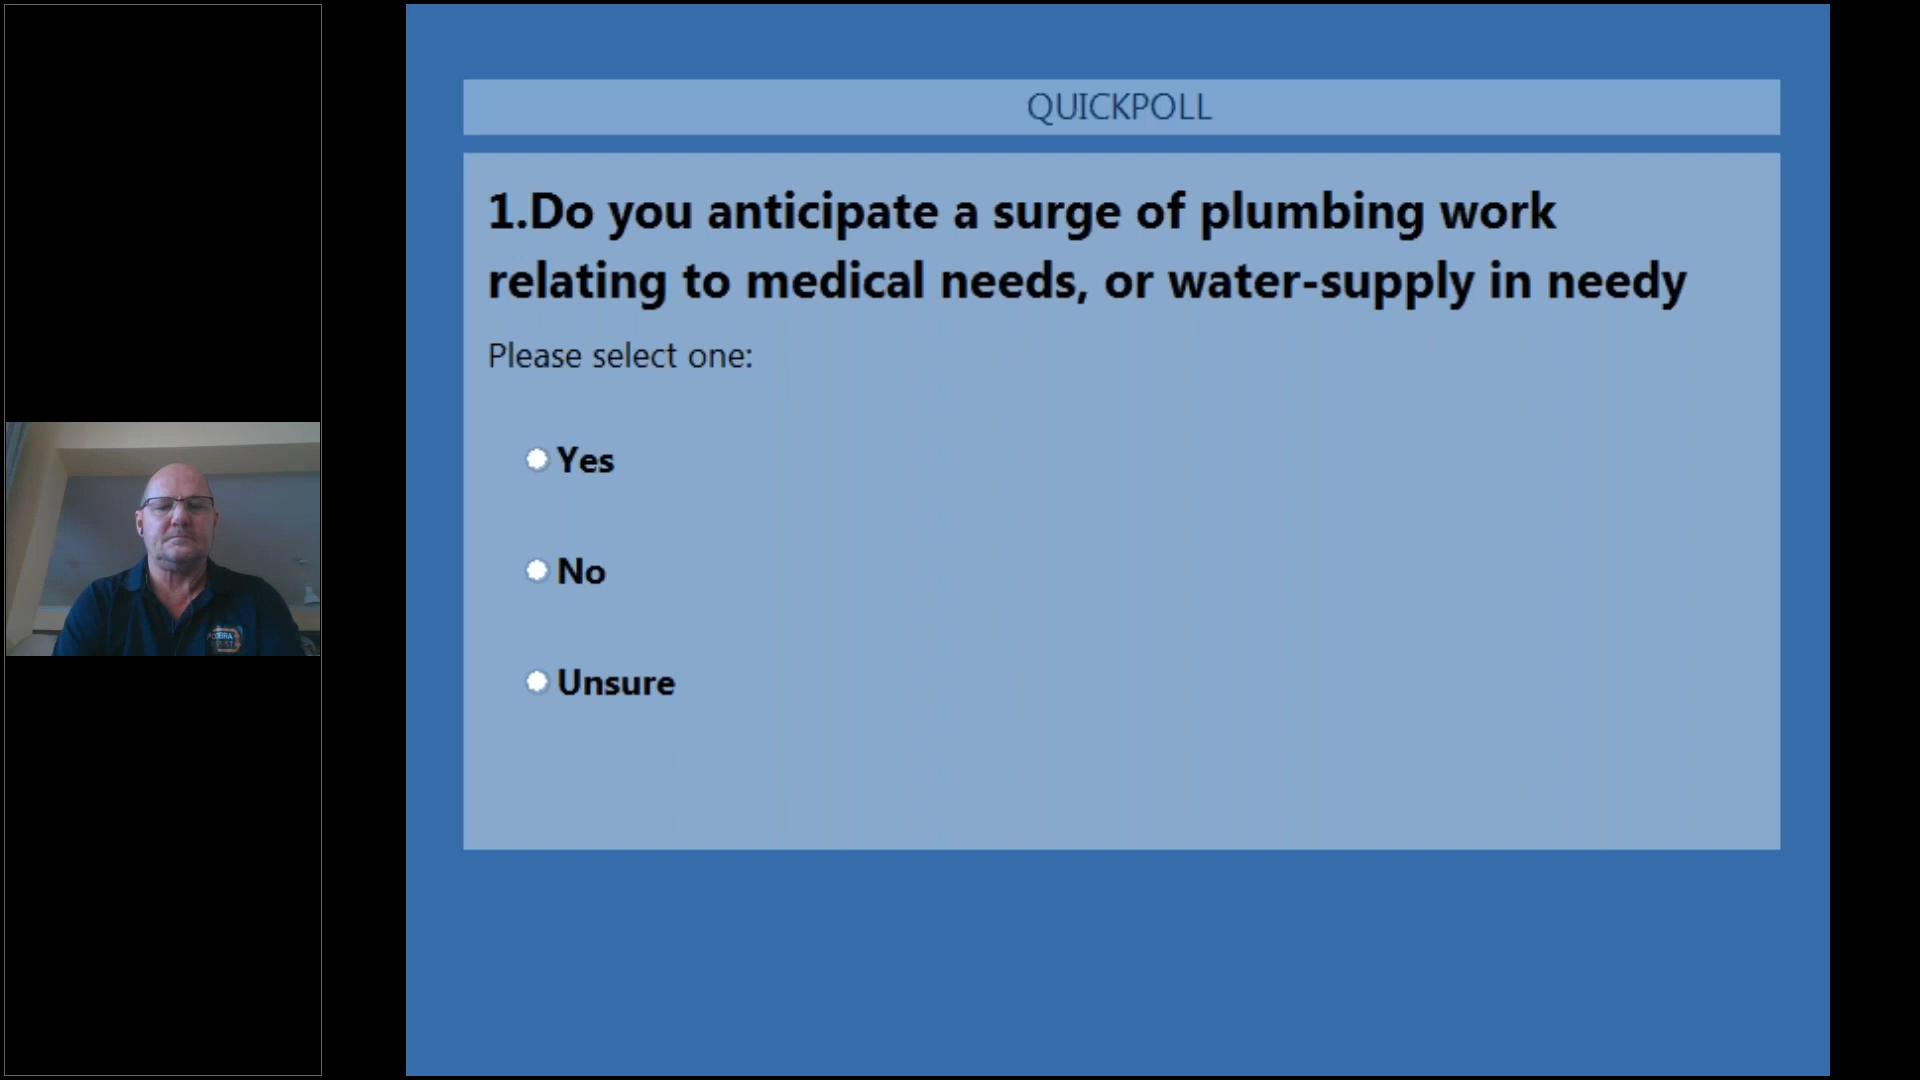 QUICKPOLL
1.Do you anticipate a surge of plumbing work
relating to medical needs, or water-supply in needy
Please select one:
Yes
No
Unsure